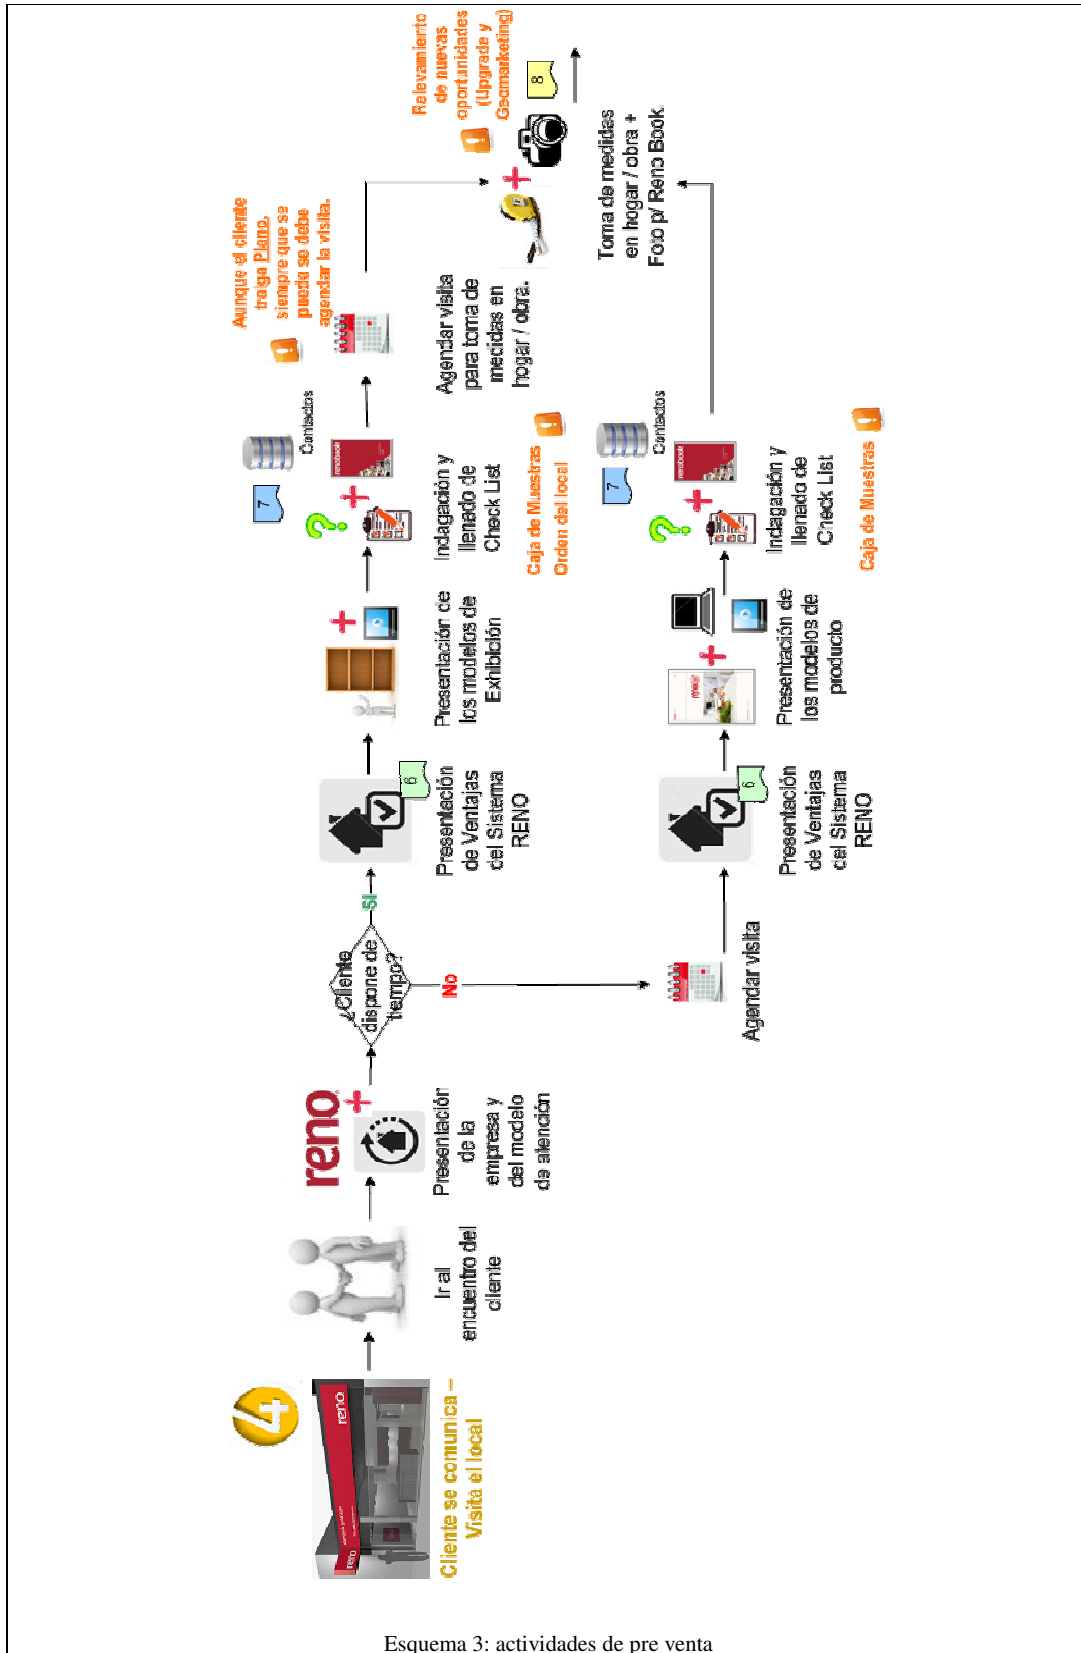 4
reno
reno
Cliente se comunica –
Visita el local
Ir al
encuentro del
cliente
reno
Presentación
de la
empresa y
del modelo
de atención
¿Cliente
dispone de
tiempo?
SI
No
6
Presentación
de Ventajas
del Sistema
RENO
Presentación de
los modelos de
Exhibición
7
Contactos
renobook
Indagación y
llenado de
Check List
Caja de Muestras
Orden del local
Aunque el cliente
traiga Plano,
siempre que se
pueda se debe
agendar la visita.
Agendar visita
para toma de
medidas en
hogar / obra.
Relevamiento
de nuevas
oportunidades
(Upgrade y
Geomarketing)
8
Toma de medidas
en hogar / obra +
Foto p/ Reno Book
Agendar visita
6
Presentación
de Ventajas
del Sistema
RENO
Presentación de
los modelos de
producto
7
Contactos
renobook
Indagación y
llenado de
Check List
Caja de Muestras
Esquema 3: actividades de pre venta